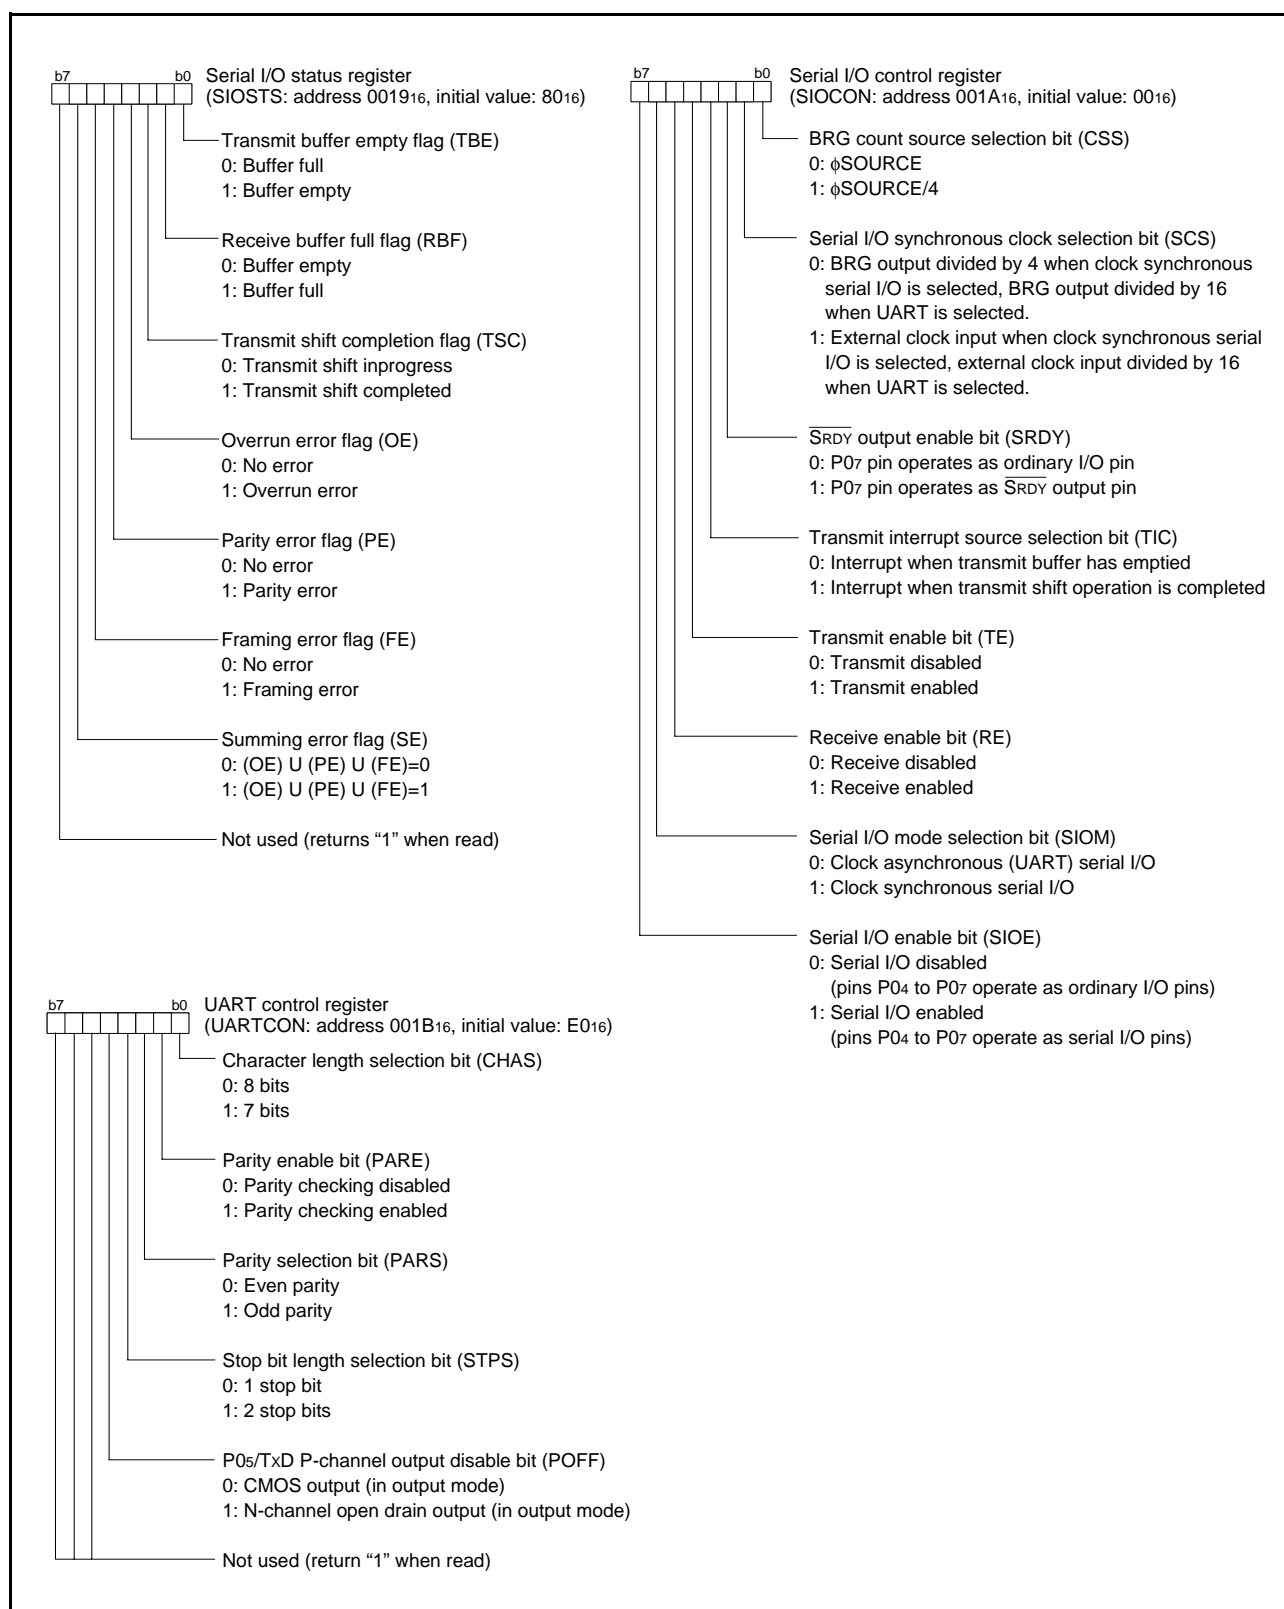 b7 b0 Serial I/O status register
(SIOSTS: address 001916, initial value: 8016)
Transmit buffer empty flag (TBE)
0: Buffer full
1: Buffer empty
Receive buffer full flag (RBF)
0: Buffer empty
1: Buffer full
Transmit shift completion flag (TSC)
0: Transmit shift inprogress
1: Transmit shift completed
Overrun error flag (OE)
0: No error
1: Overrun error
Parity error flag (PE)
0: No error
1: Parity error
Framing error flag (FE)
0: No error
1: Framing error
Summing error flag (SE)
0: (OE) U (PE) U (FE)=0
1: (OE) U (PE) U (FE)=1
Not used (returns “1” when read)
b7 b0 UART control register
(UARTCON: address 001B16, initial value: E016)
Character length selection bit (CHAS)
0: 8 bits
1: 7 bits
Parity enable bit (PARE)
0: Parity checking disabled
1: Parity checking enabled
Parity selection bit (PARS)
0: Even parity
1: Odd parity
Stop bit length selection bit (STPS)
0: 1 stop bit
1: 2 stop bits
P05/TxD P-channel output disable bit (POFF)
0: CMOS output (in output mode)
1: N-channel open drain output (in output mode)
Not used (return “1” when read)
b7 b0 Serial I/O control register
(SIOCON: address 001A16, initial value: 0016)
BRG count source selection bit (CSS)
0: ϕSOURCE
1: ϕSOURCE/4
Serial I/O synchronous clock selection bit (SCS)
0: BRG output divided by 4 when clock synchronous
serial I/O is selected, BRG output divided by 16
when UART is selected.
1: External clock input when clock synchronous serial
I/O is selected, external clock input divided by 16
when UART is selected.
SRDY output enable bit (SRDY)
0: P07 pin operates as ordinary I/O pin
1: P07 pin operates as SRDY output pin
Transmit interrupt source selection bit (TIC)
0: Interrupt when transmit buffer has emptied
1: Interrupt when transmit shift operation is completed
Transmit enable bit (TE)
0: Transmit disabled
1: Transmit enabled
Receive enable bit (RE)
0: Receive disabled
1: Receive enabled
Serial I/O mode selection bit (SIOM)
0: Clock asynchronous (UART) serial I/O
1: Clock synchronous serial I/O
Serial I/O enable bit (SIOE)
0: Serial I/O disabled
(pins P04 to P07 operate as ordinary I/O pins)
1: Serial I/O enabled
(pins P04 to P07 operate as serial I/O pins)